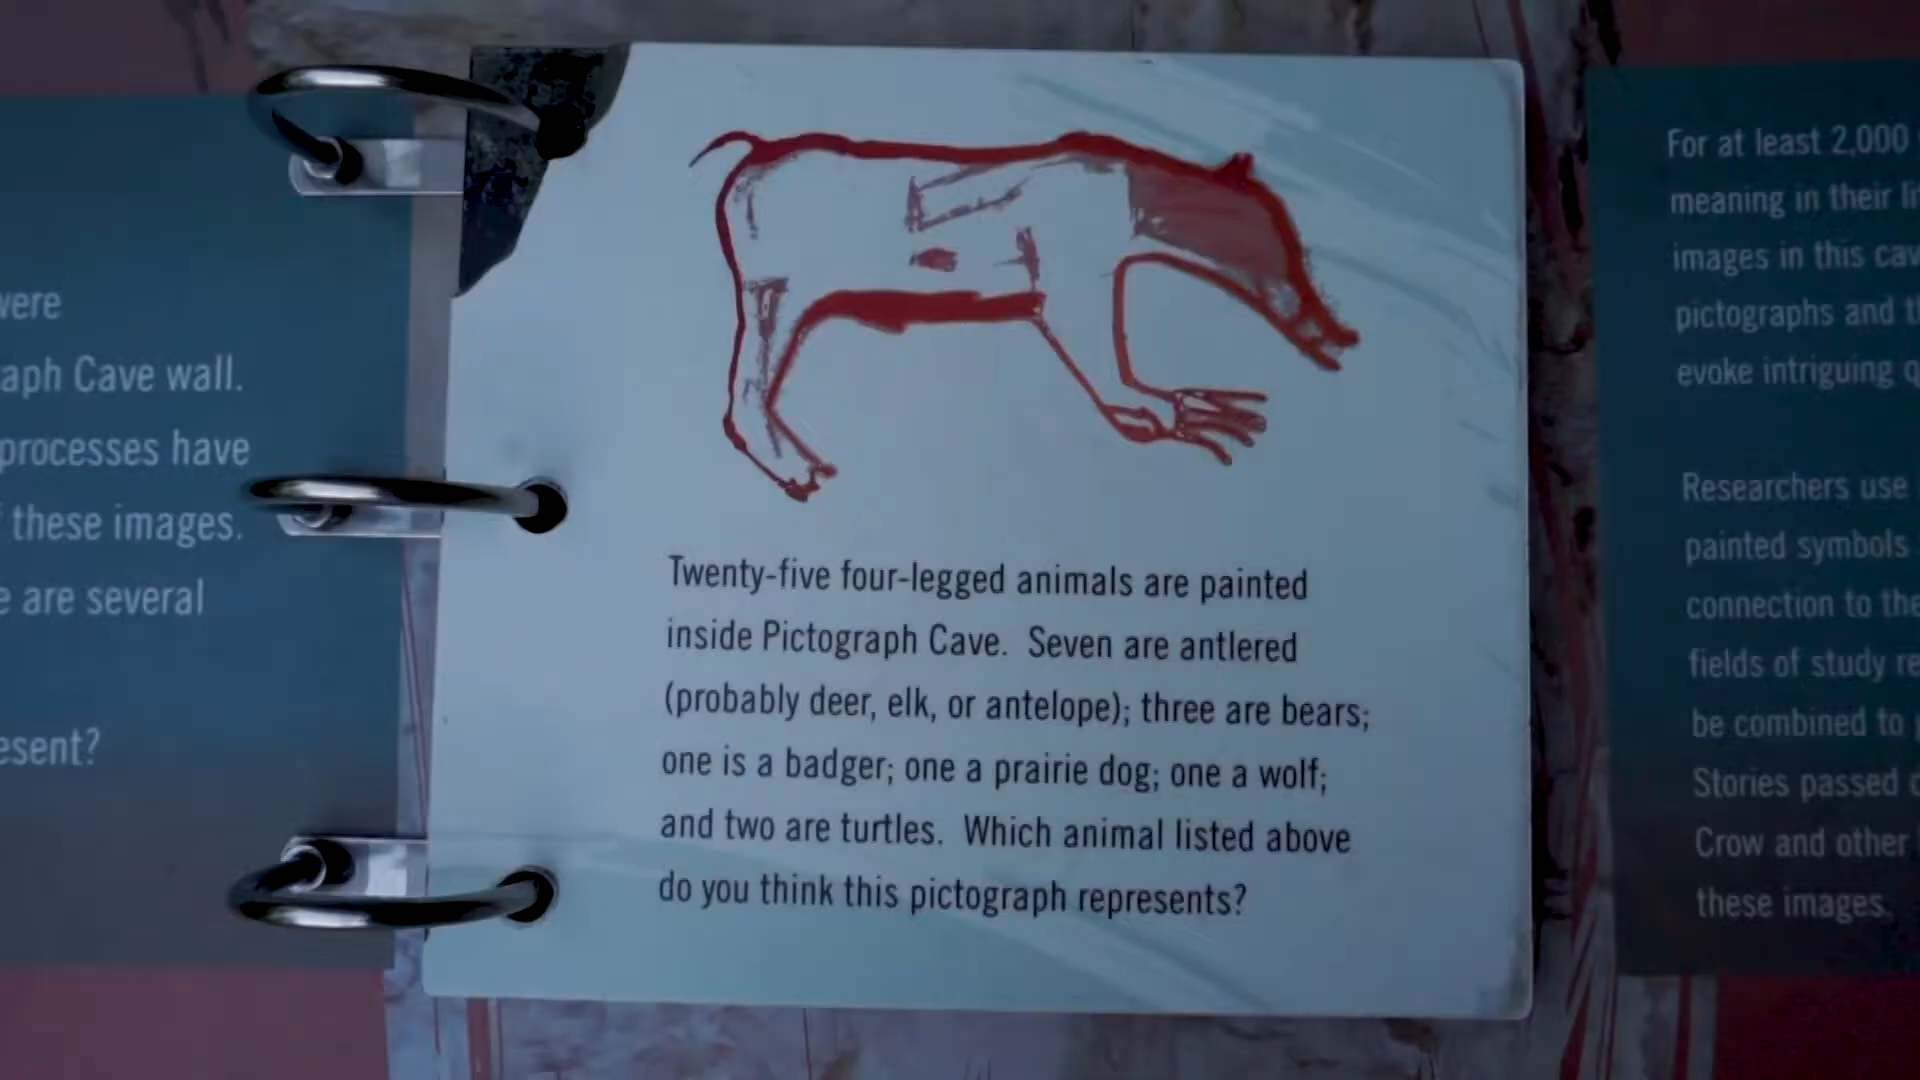 were
aph Cave wall.
processes have
these images.
e are several
esent?
Twenty-five four-legged animals are painted
inside Pictograph Cave. Seven are antlered
(probably deer, elk, or antelope); three are bears;
one is a badger; one a prairie dog; one a wolf;
and two are turtles. Which animal listed above
do you think this pictograph represents?
For at least 2,000
meaning in their li
images in this cav
pictographs and th
evoke intriguing q
Researchers use
painted symbols
connection to the
fields of study re
be combined to
Stories passed
Crow and other
these images.